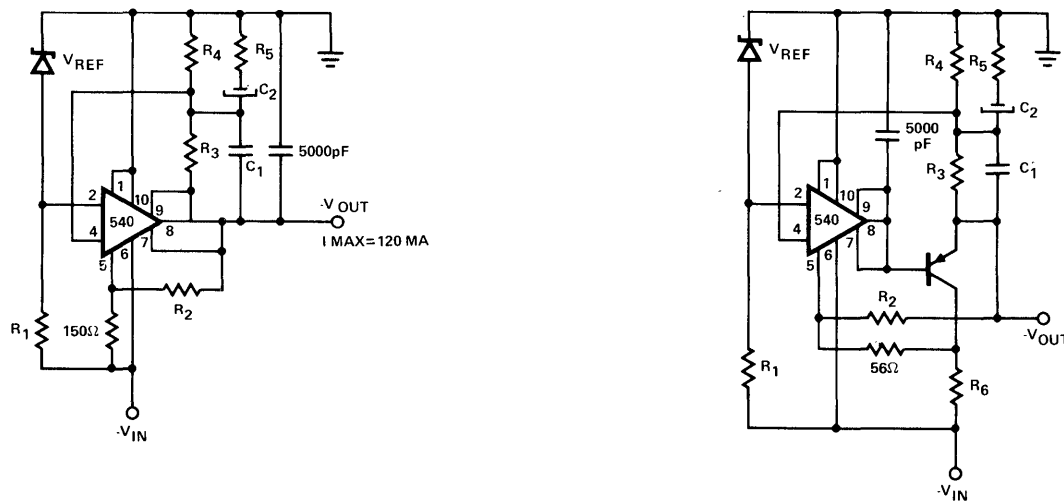 VREF
R4
R5
C2
R3
C1
5000pF
1
2
10
9
540
8
4
7
6
5
-VOUT
I MAX=120 MA
R2
R1
150Ω
-VIN
VREF
R4
R5
C2
5000
pF
R3
C1
1
2
10
9
540
8
4
7
5
6
R2
-VOUT
56Ω
R1
R6
-VIN